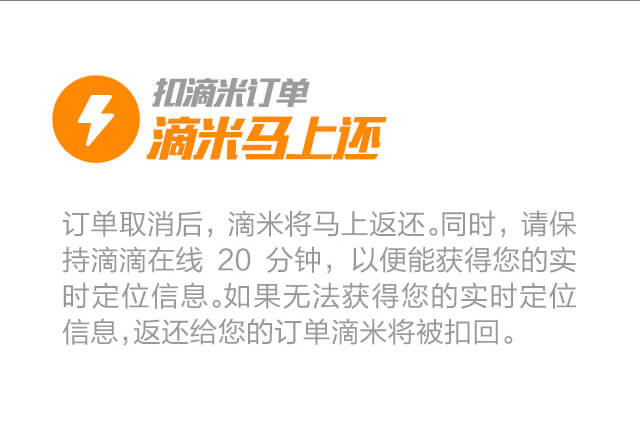 扣滴米订单
滴米马上还
订单取消后，滴米将马上返还。同时，请保
持滴滴在线 20 分钟，以便能获得您的实
时定位信息。如果无法获得您的实时定位
信息，返还给您的订单滴米将被扣回。